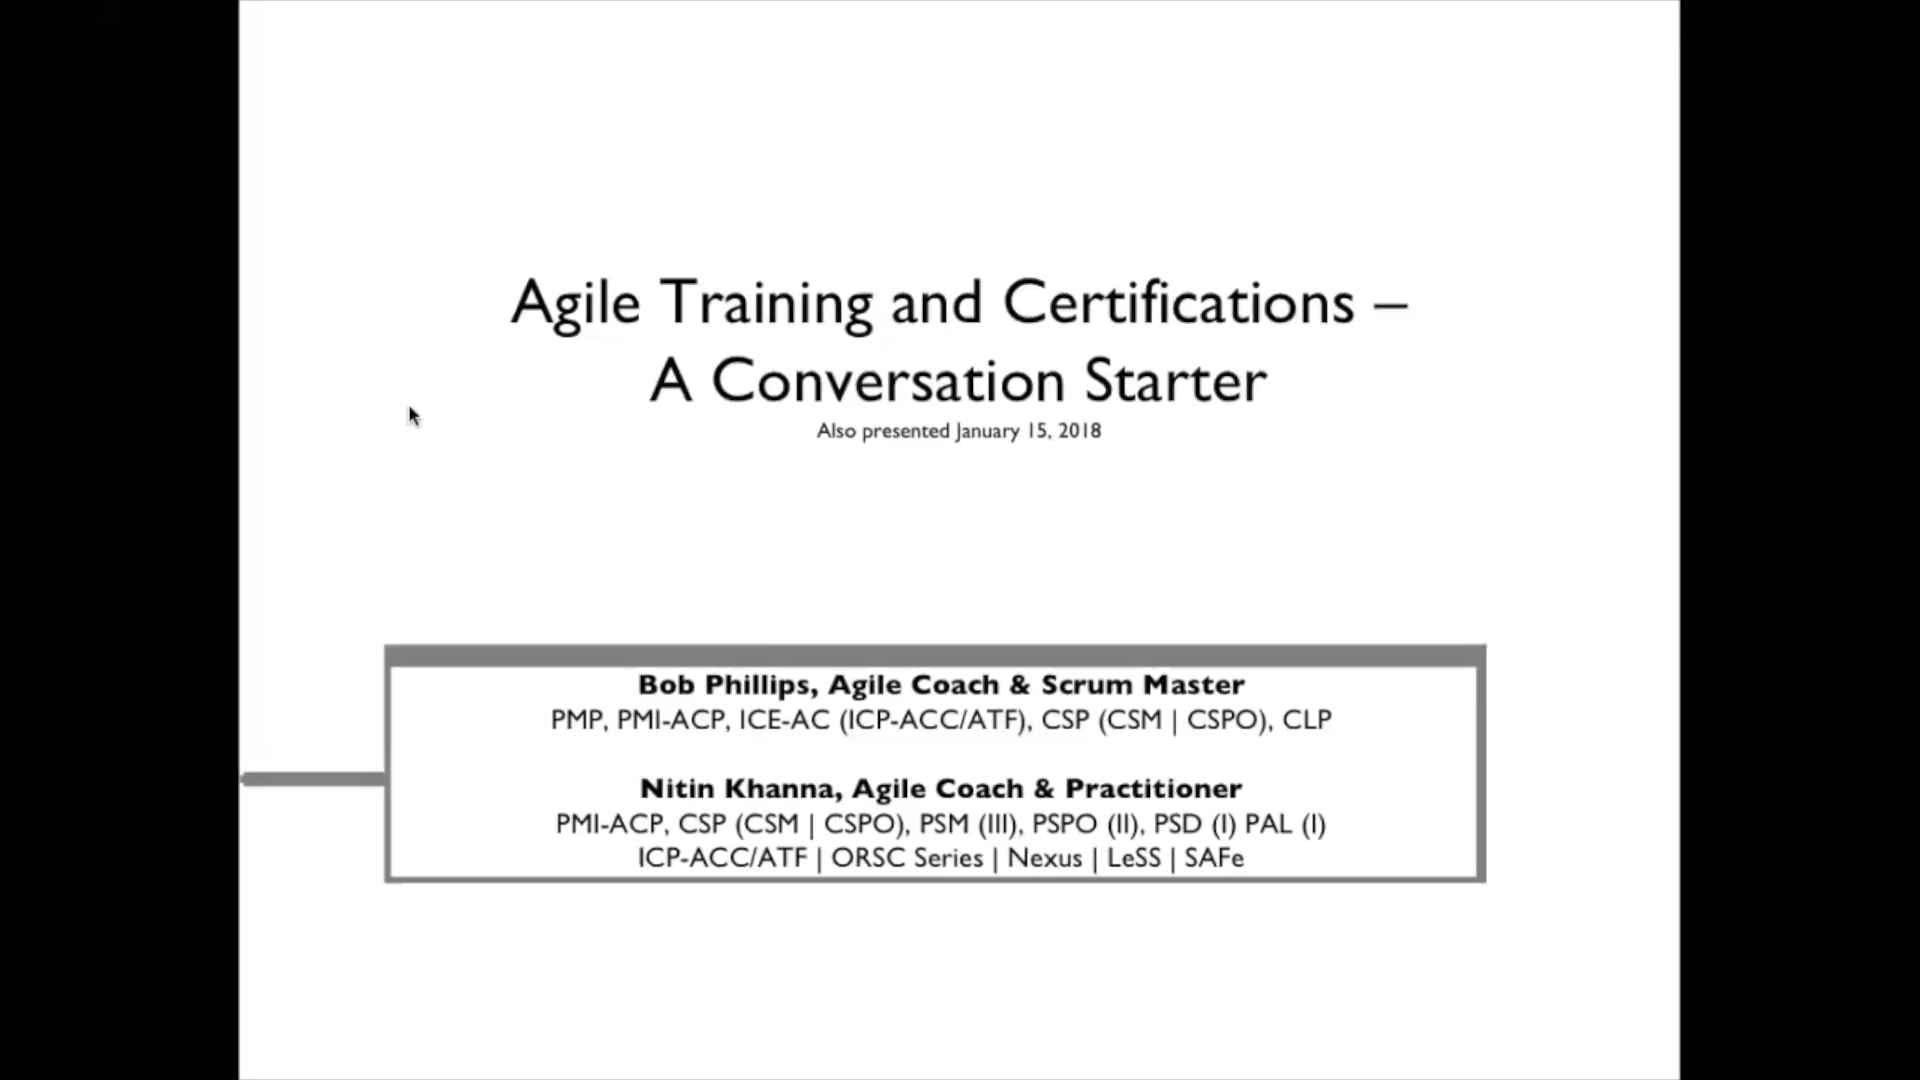 Agile Training and Certifications –
A Conversation Starter
Also presented January 15, 2018
Bob Phillips, Agile Coach & Scrum Master
PMP, PMI-ACP, ICE-AC (ICP-ACC/ATF), CSP (CSM | CSPO), CLP
Nitin Khanna, Agile Coach & Practitioner
PMI-ACP, CSP (CSM | CSPO), PSM (III), PSPO (II), PSD (I) PAL (I)
ICP-ACC/ATF | ORSC Series | Nexus | LeSS | SAFe